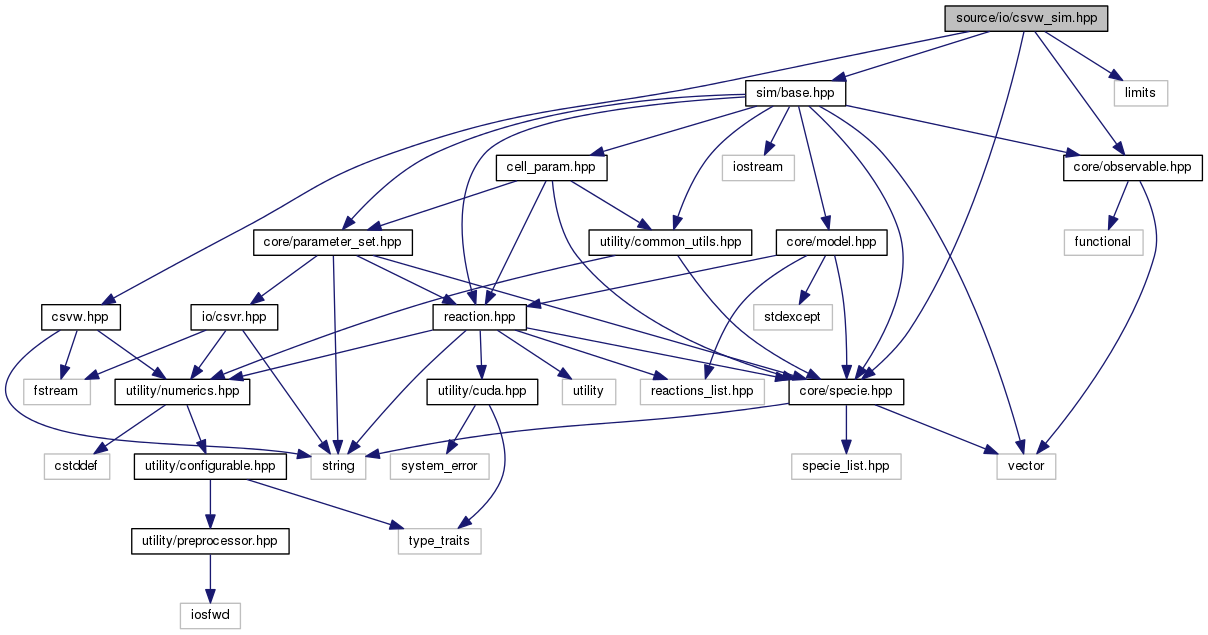 source/io/csvw_sim.hpp
sim/base.hpp
limits
cell_param.hpp
iostream
core/observable.hpp
core/parameter_set.hpp
utility/common_utils.hpp
core/model.hpp
functional
csvw.hpp
io/csvr.hpp
reaction.hpp
stdexcept
fstream
utility/numerics.hpp
utility/cuda.hpp
utility
reactions_list.hpp
core/specie.hpp
cstddef
utility/configurable.hpp
string
system_error
specie_list.hpp
vector
utility/preprocessor.hpp
type_traits
iosfwd